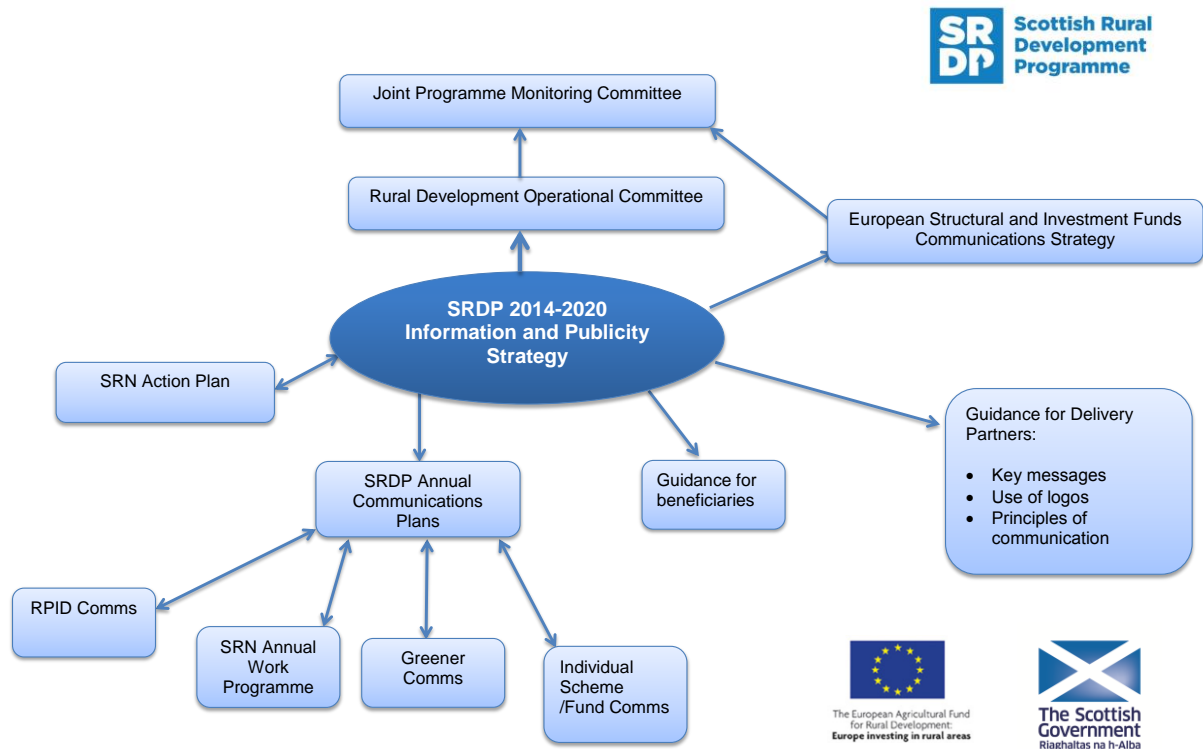 SR
DP
Scottish Rural
Development
Programme
Joint Programme Monitoring Committee
Rural Development Operational Committee
European Structural and Investment Funds
Communications Strategy
SRDP 2014-2020
Information and Publicity
Strategy
SRN Action Plan
Guidance for Delivery
Partners:
• Key messages
• Use of logos
• Principles of
communication
SRDP Annual
Communications
Plans
Guidance for
beneficiaries
RPID Comms
SRN Annual
Work
Programme
Greener
Comms
Individual
Scheme
/Fund Comms
The European Agricultural Fund
for Rural Development:
Europe investing in rural areas
The Scottish
Government
Riaghaltas na h-Alba